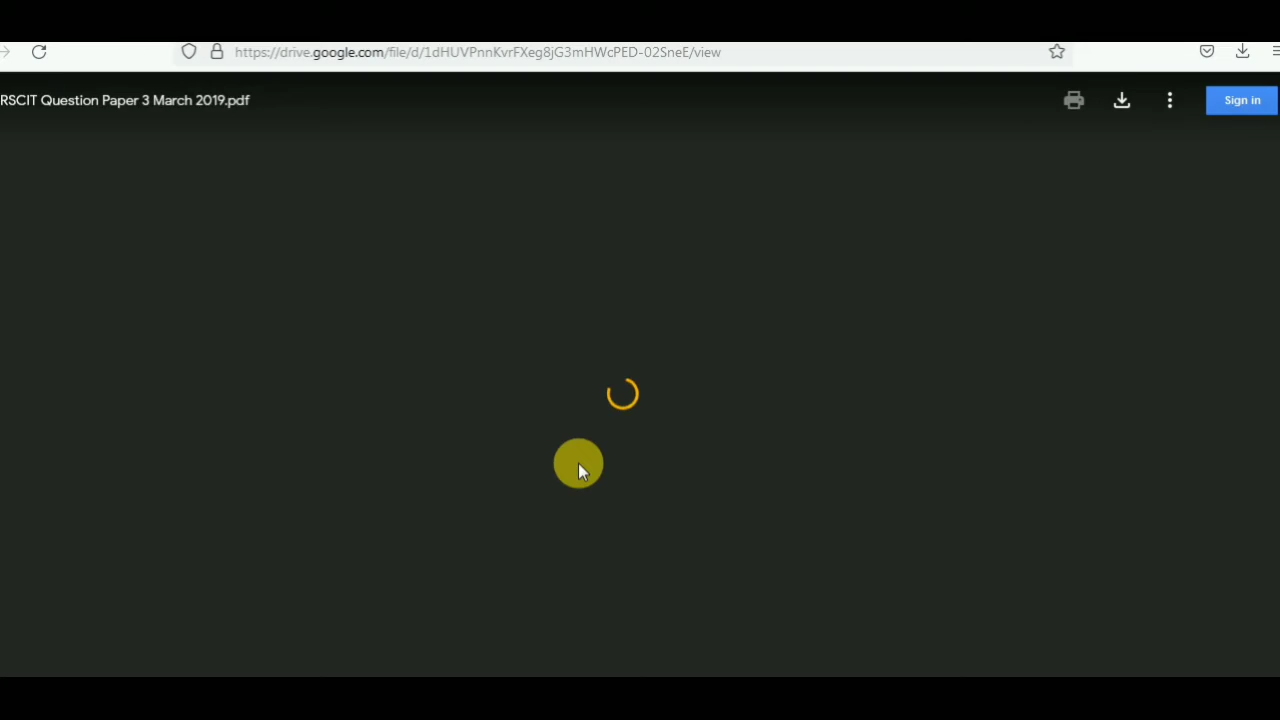 https://drive.google.com/file/d/1dHUVPnnKvrFXeg8jG3mHWcPED-02SneE/view
RSCIT Question Paper 3 March 2019.pdf
Sign in